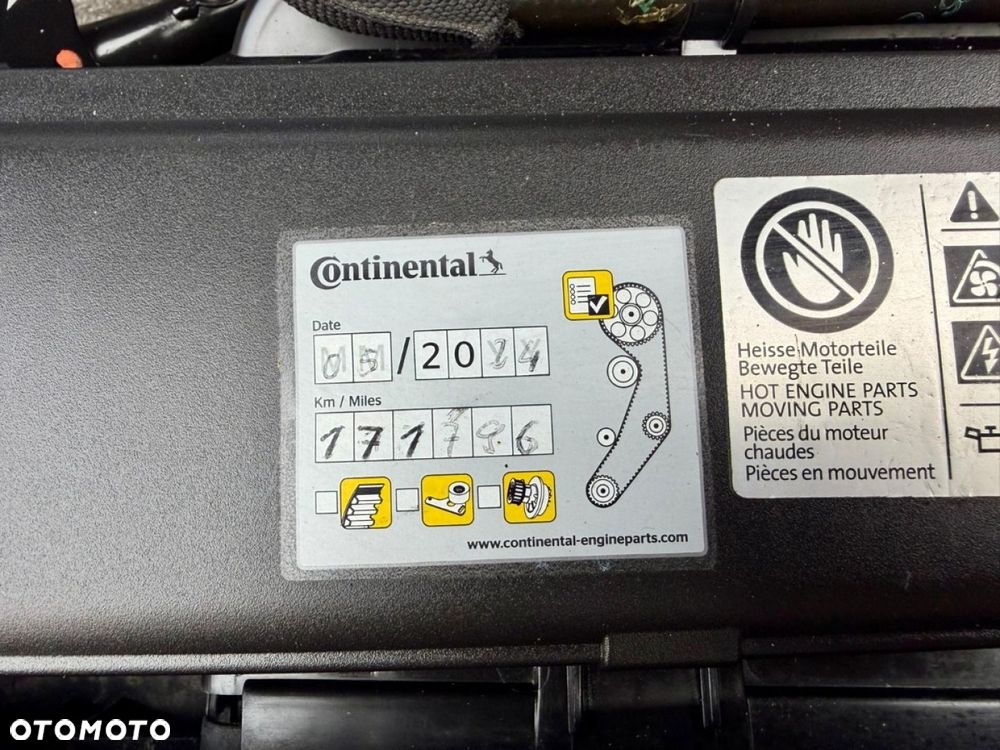 Continental
Date
05/2024
Km / Miles
www.continental-engineparts.com
Heisse Motorteile
Bewegte Teile
HOT ENGINE PARTS
MOVING PARTS
Pièces du moteur
chaudes
Pièces en mouvement
OTOMOTO